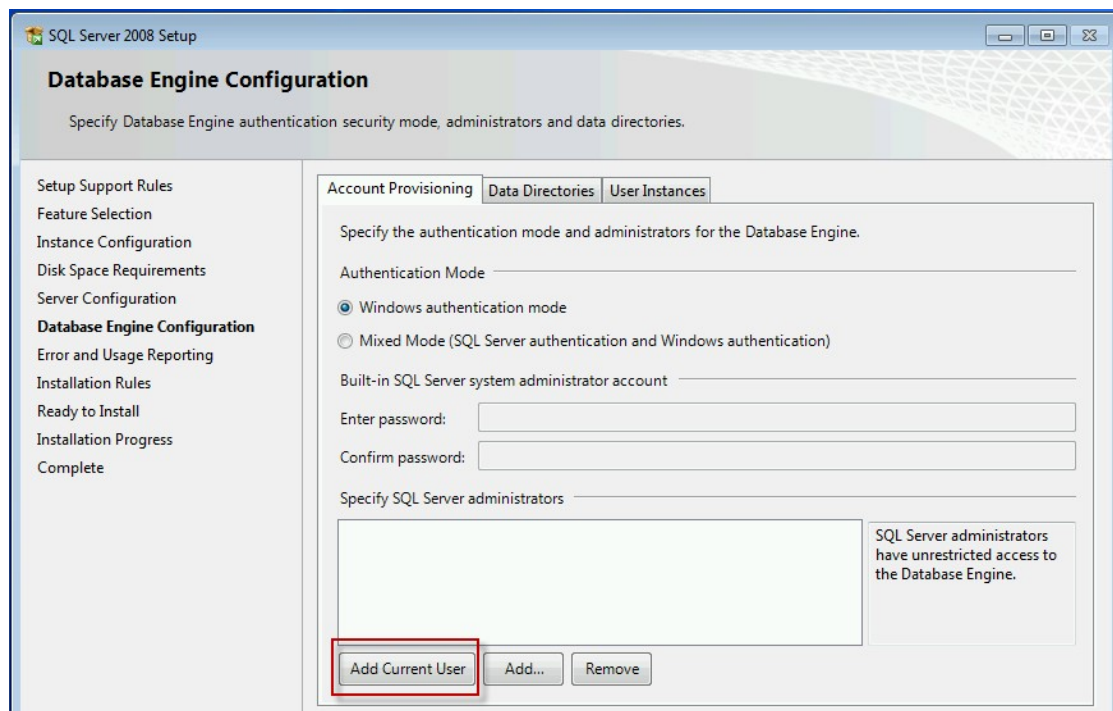 SQL Server 2008 Setup
Database Engine Configuration
Specify Database Engine authentication security mode, administrators and data directories.
Setup Support Rules
Feature Selection
Instance Configuration
Disk Space Requirements
Server Configuration
Database Engine Configuration
Error and Usage Reporting
Installation Rules
Ready to Install
Installation Progress
Complete
Account Provisioning Data Directories User Instances
Specify the authentication mode and administrators for the Database Engine.
Authentication Mode
Windows authentication mode
Mixed Mode (SQL Server authentication and Windows authentication)
Built-in SQL Server system administrator account
Enter password:
Confirm password:
Specify SQL Server administrators
SQL Server administrators
have unrestricted access to
the Database Engine.
Add Current User Add... Remove